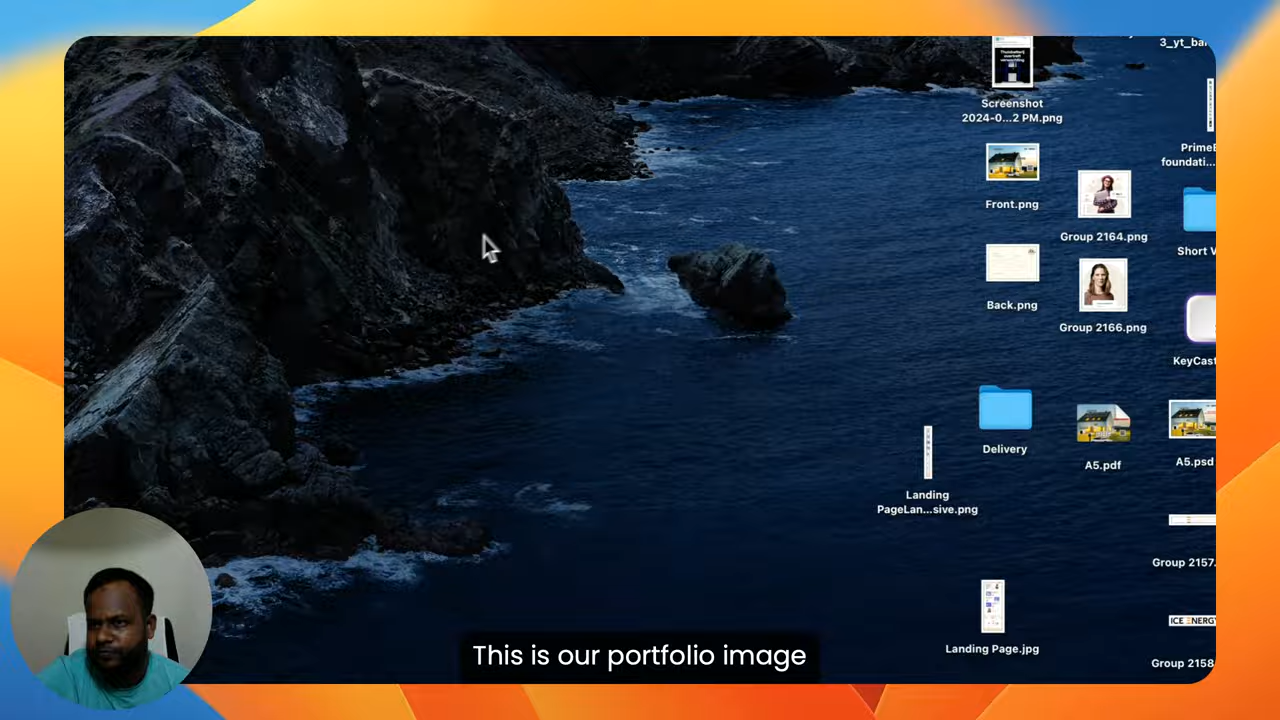 3_yt_ba
Screenshot
2024-0...2 PM.png
PrimeE
foundati...
Front.png
Group 2164.png
Short V
Back.png
Group 2166.png
KeyCast
Delivery
A5.pdf
A5.psd
Landing
PageLan...sive.png
Group 2157.
ICE ENERGY
Landing Page.jpg
Group 2158
This is our portfolio image